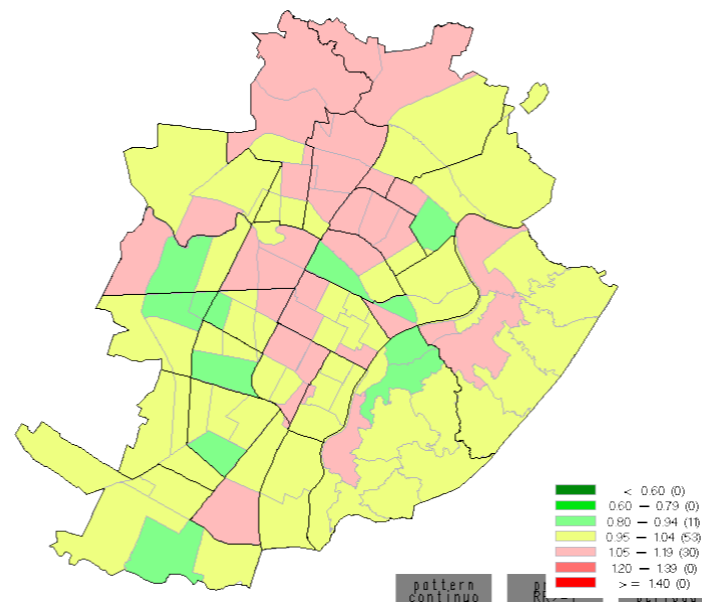 < 0.60 (0)
0.60 – 0.79 (0)
0.80 – 0.94 (11)
0.95 – 1.04 (53)
1.05 – 1.19 (30)
1.20 – 1.39 (0)
>= 1.40 (0)
pattern
continuo